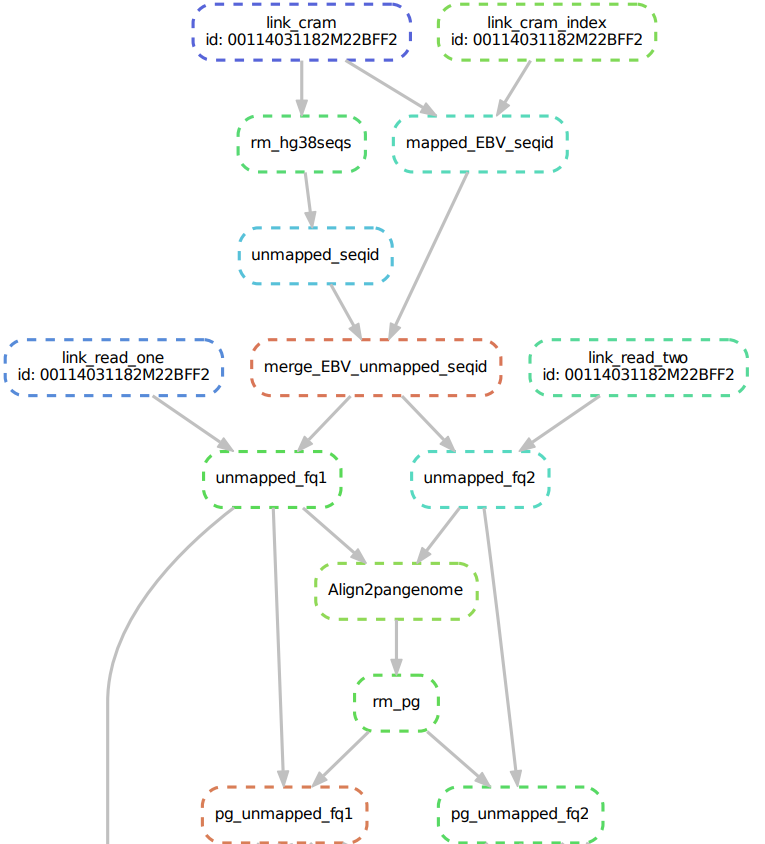 link_cram
id: 00114031182M22BFF2
link_cram_index
id: 00114031182M22BFF2
rm_hg38seqs
mapped_EBV_seqid
unmapped_seqid
link_read_one
id: 00114031182M22BFF2
merge_EBV_unmapped_seqid
link_read_two
id: 00114031182M22BFF2
unmapped_fq1
unmapped_fq2
Align2pangenome
rm_pg
pg_unmapped_fq1
pg_unmapped_fq2